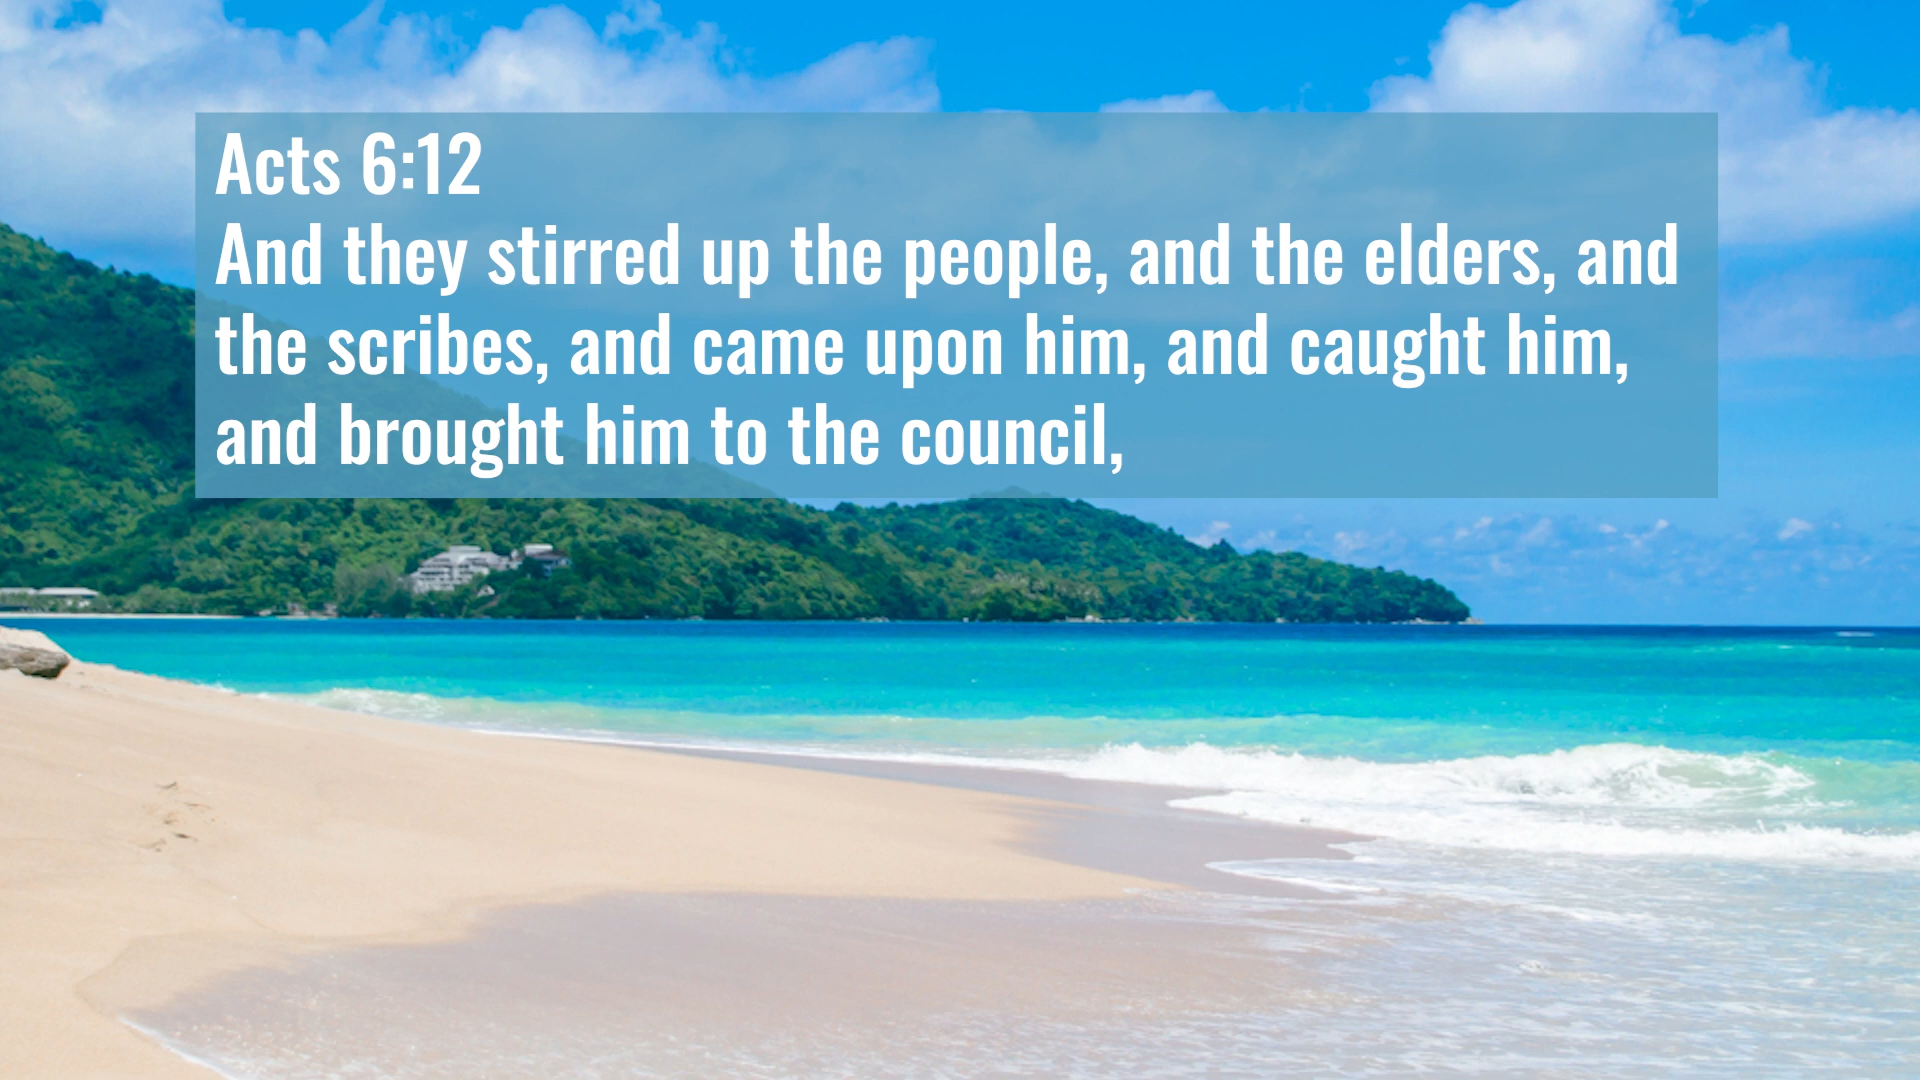 Acts 6:12
And they stirred up the people, and the elders, and
the scribes, and came upon him, and caught him,
and brought him to the council,